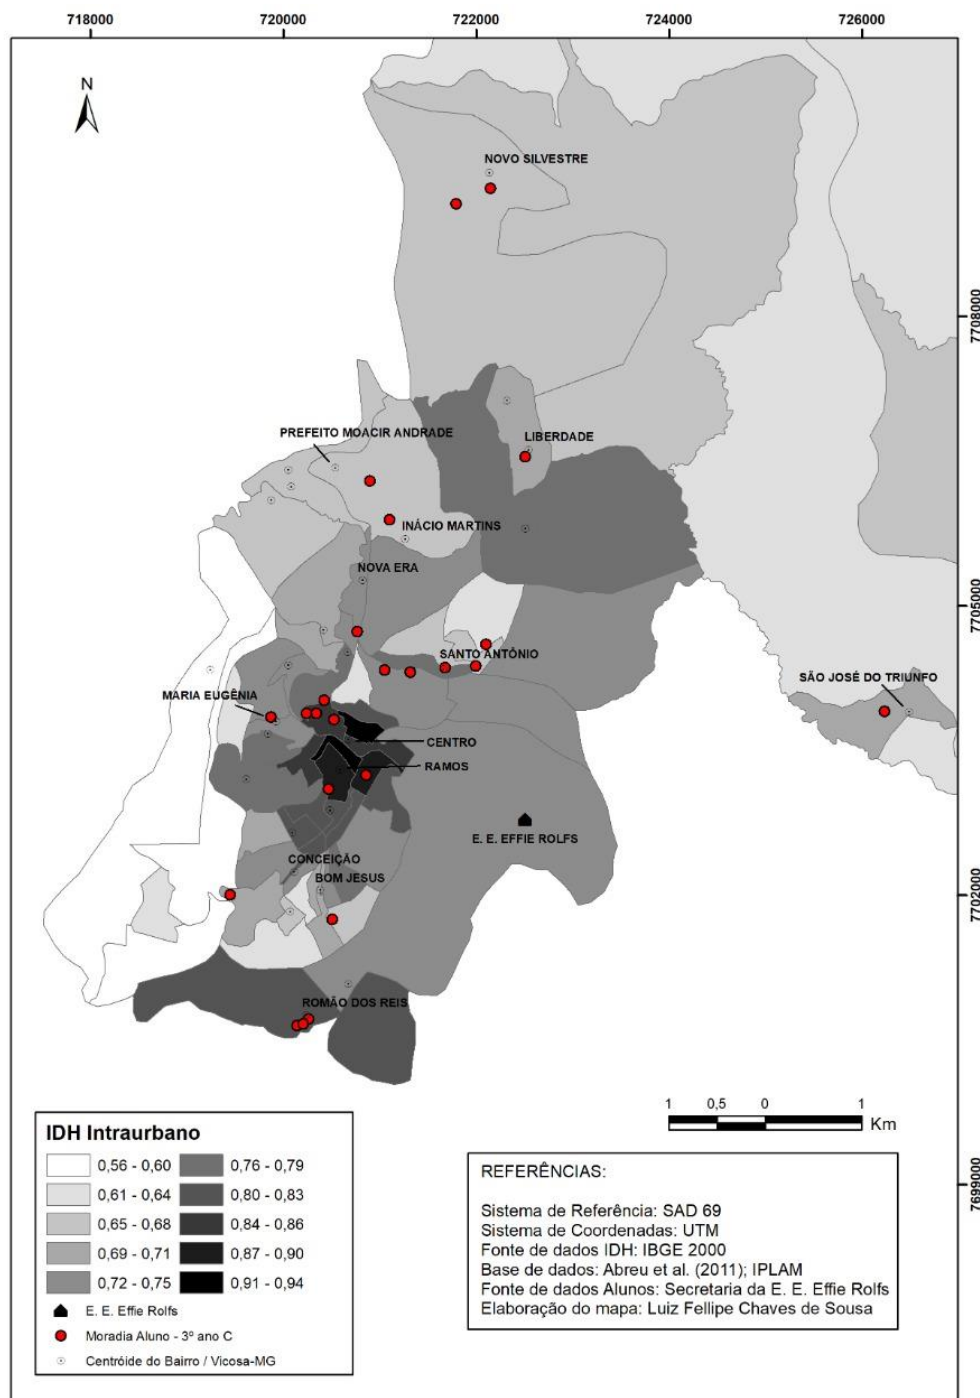 718000 720000 722000 724000 726000
N
NOVO SILVESTRE
7708000
PREFEITO MOACIR ANDRADE
LIBERDADE
INÁCIO MARTINS
NOVA ERA
7705000
SANTO ANTÔNIO
SÃO JOSÉ DO TRIUNFO
MARIA EUGÊNIA
CENTRO
RAMOS
E. E. EFFIE ROLFS
CONCEIÇÃO
BOM JESUS
7702000
ROMÃO DOS REIS
1 0,5 0 1
Km
IDH Intraurbano
0,56 - 0,60 0,76 - 0,79
0,61 - 0,64 0,80 - 0,83
0,65 - 0,68 0,84 - 0,86
0,69 - 0,71 0,87 - 0,90
0,72 - 0,75 0,91 - 0,94
E. E. Effie Rolfs
Moradia Aluno - 3º ano C
Centróide do Bairro / Vicosa-MG
REFERÊNCIAS:
Sistema de Referência: SAD 69
Sistema de Coordenadas: UTM
Fonte de dados IDH: IBGE 2000
Base de dados: Abreu et al. (2011); IPLAM
Fonte de dados Alunos: Secretaria da E. E. Effie Rolfs
Elaboração do mapa: Luiz Fellipe Chaves de Sousa
7699000